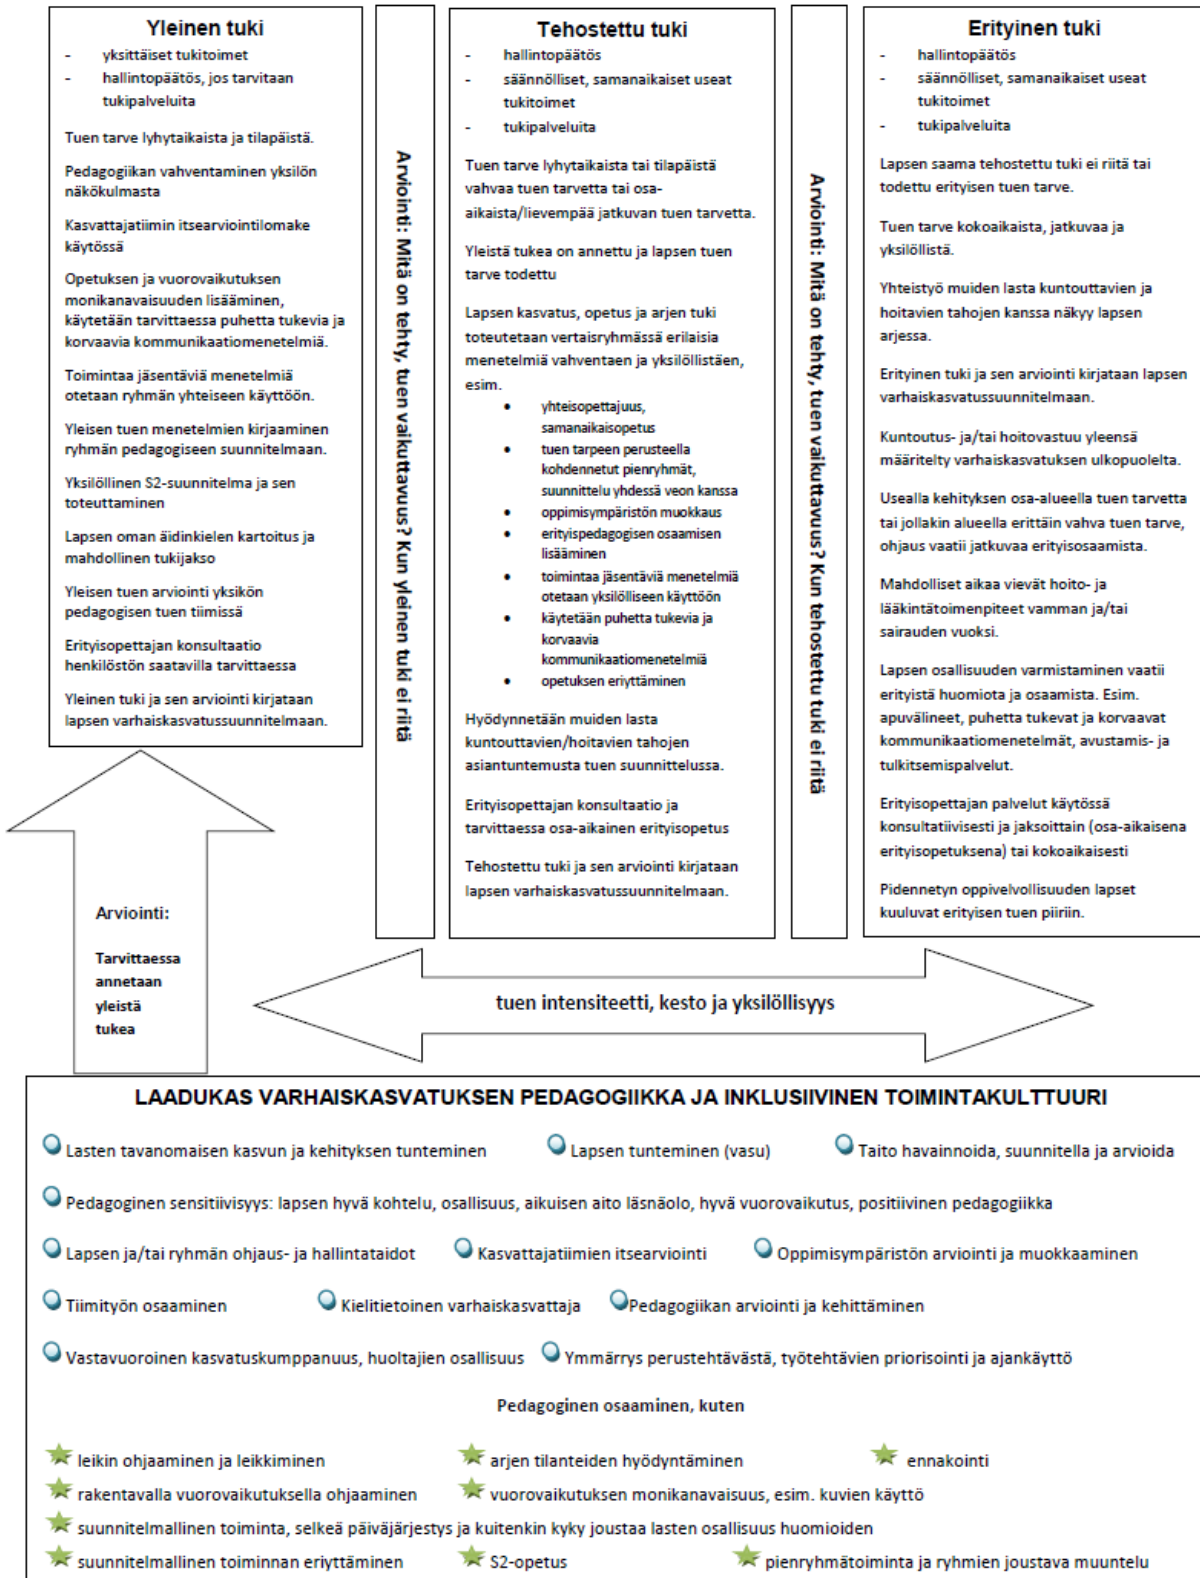 Yleinen tuki
- yksittäiset tukitoimet
- hallintopäätös, jos tarvitaan
tukipalveluita
Tuen tarve lyhytaikaista ja tilapäistä.
Pedagogiikan vahventaminen yksilön
näkökulmasta
Kasvattajatiimin itsearviointilomake
käytössä
Opetuksen ja vuorovaikutuksen
monikanavaisuuden lisääminen,
käytetään tarvittaessa puhetta tukevia ja
korvaavia kommunikaatiomenetelmiä.
Toimintaa jäsentäviä menetelmiä
otetaan ryhmän yhteiseen käyttöön.
Yleisen tuen menetelmien kirjaaminen
ryhmän pedagogiseen suunnitelmaan.
Yksilöllinen S2-suunnitelma ja sen
toteuttaminen
Lapsen oman äidinkielen kartoitus ja
mahdollinen tukijakso
Yleisen tuen arviointi yksikön
pedagogisen tuen tiimissä
Erityisopettajan konsultaatio
henkilöstön saatavilla tarvittaessa
Yleinen tuki ja sen arviointi kirjataan
lapsen varhaiskasvatussuunnitelmaan.
Arviointi: Mitä on tehty, tuen vaikuttavuus? Kun yleinen tuki ei riitä
Tehostettu tuki
- hallintopäätös
- säännölliset, samanaikaiset useat
tukitoimet
- tukipalveluita
Tuen tarve lyhytaikaista tai tilapäistä
vahvaa tuen tarvetta tai osa-
aikaista/lievempää jatkuvan tuen tarvetta.
Yleistä tukea on annettu ja lapsen tuen
tarve todettu
Lapsen kasvatus, opetus ja arjen tuki
toteutetaan vertaisryhmässä erilaisia
menetelmiä vahventaen ja yksilöllistäen,
esim.
• yhteisopettajuus,
samanaikaisopetus
• tuen tarpeen perusteella
kohdennetut pienryhmät,
suunnittelu yhdessä veon kanssa
• oppimisympäristön muokkaus
• erityispedagogisen osaamisen
lisääminen
• toimintaa jäsentäviä menetelmiä
otetaan yksilölliseen käyttöön
• käytetään puhetta tukevia ja
korvaavia
kommunikaatiomenetelmiä
• opetuksen eriyttäminen
Hyödynnetään muiden lasta
kuntouttavien/hoitavien tahojen
asiantuntemusta tuen suunnittelussa.
Erityisopettajan konsultaatio ja
tarvittaessa osa-aikainen erityisopetus
Tehostettu tuki ja sen arviointi kirjataan
lapsen varhaiskasvatussuunnitelmaan.
Arviointi: Mitä on tehty, tuen vaikuttavuus? Kun tehostettu tuki ei riitä
Erityinen tuki
- hallintopäätös
- säännölliset, samanaikaiset useat
tukitoimet
- tukipalveluita
Lapsen saama tehostettu tuki ei riitä tai
todettu erityisen tuen tarve.
Tuen tarve kokoaikaista, jatkuvaa ja
yksilöllistä.
Yhteistyö muiden lasta kuntouttavien ja
hoitavien tahojen kanssa näkyy lapsen
arjessa.
Erityinen tuki ja sen arviointi kirjataan lapsen
varhaiskasvatussuunnitelmaan.
Kuntoutus- ja/tai hoitovastuu yleensä
määritelty varhaiskasvatuksen ulkopuolelta.
Usealla kehityksen osa-alueella tuen tarvetta
tai jollakin alueella erittäin vahva tuen tarve,
ohjaus vaatii jatkuvaa erityisosaamista.
Mahdolliset aikaa vievät hoito- ja
lääkintätoimenpiteet vamman ja/tai
sairauden vuoksi.
Lapsen osallisuuden varmistaminen vaatii
erityistä huomiota ja osaamista. Esim.
apuvälineet, puhetta tukevat ja korvaavat
kommunikaatiomenetelmät, avustamis- ja
tulkitsemispalvelut.
Erityisopettajan palvelut käytössä
konsultatiivisesti ja jaksoittain (osa-aikaisena
erityisopetuksena) tai kokoaikaisesti
Pidennetyn oppivelvollisuuden lapset
kuuluvat erityisen tuen piiriin.
Arviointi:
Tarvittaessa
annetaan
yleistä
tukea
tuen intensiteetti, kesto ja yksilöllisyys
LAADUKAS VARHAISKASVATUKSEN PEDAGOGIIKKA JA INKLUSIIVINEN TOIMINTAKULTTUURI
Lasten tavanomaisen kasvun ja kehityksen tunteminen Lapsen tunteminen (vasu) Taito havainnoida, suunnitella ja arvioida
Pedagoginen sensitiivisyys: lapsen hyvä kohtelu, osallisuus, aikuisen aito läsnäolo, hyvä vuorovaikutus, positiivinen pedagogiikka
Lapsen ja/tai ryhmän ohjaus- ja hallintataidot Kasvattajatiimien itsearviointi Oppimisympäristön arviointi ja muokkaaminen
Tiimityön osaaminen Kielitietoinen varhaiskasvattaja Pedagogiikan arviointi ja kehittäminen
Vastavuoroinen kasvatuskumppanuus, huoltajien osallisuus Ymmärrys perustehtävästä, työtehtävien priorisointi ja ajankäyttö
Pedagoginen osaaminen, kuten
leikin ohjaaminen ja leikkiminen arjen tilanteiden hyödyntäminen ennakointi
rakentavalla vuorovaikutuksella ohjaaminen vuorovaikutuksen monikanavaisuus, esim. kuvien käyttö
suunnitelmallinen toiminta, selkeä päiväjärjestys ja kuitenkin kyky joustaa lasten osallisuus huomioiden
suunnitelmallinen toiminnan eriyttäminen S2-opetus pienryhmätoiminta ja ryhmien joustava muuntelu